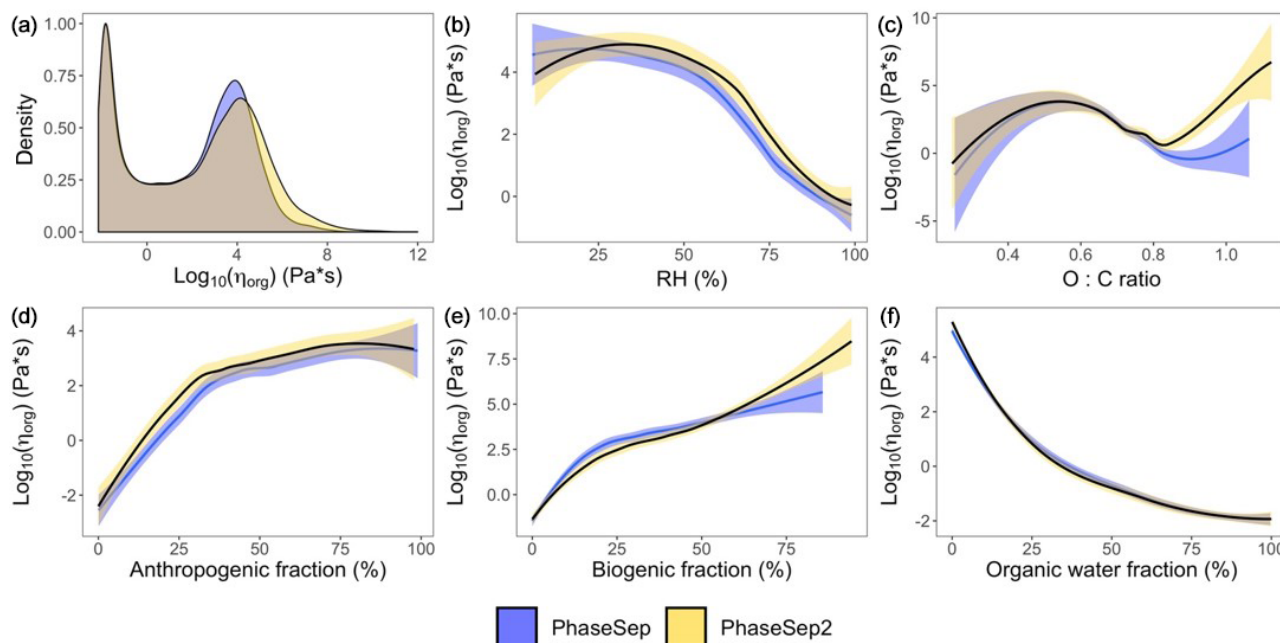 (a)
1.00
0.75
0.50
0.25
0.00
Density
0 4 8 12
Log10(ηorg) (Pa*s)
(b)
4
2
0
Log10(ηorg) (Pa*s)
25 50 75 100
RH (%)
(c)
10
5
0
-5
Log10(ηorg) (Pa*s)
0.4 0.6 0.8 1.0
O : C ratio
(d)
4
2
0
-2
Log10(ηorg) (Pa*s)
0 25 50 75 100
Anthropogenic fraction (%)
(e)
10.0
7.5
5.0
2.5
0.0
Log10(ηorg) (Pa*s)
0 25 50 75
Biogenic fraction (%)
(f)
4
2
0
-2
Log10(ηorg) (Pa*s)
0 25 50 75 100
Organic water fraction (%)
PhaseSep PhaseSep2